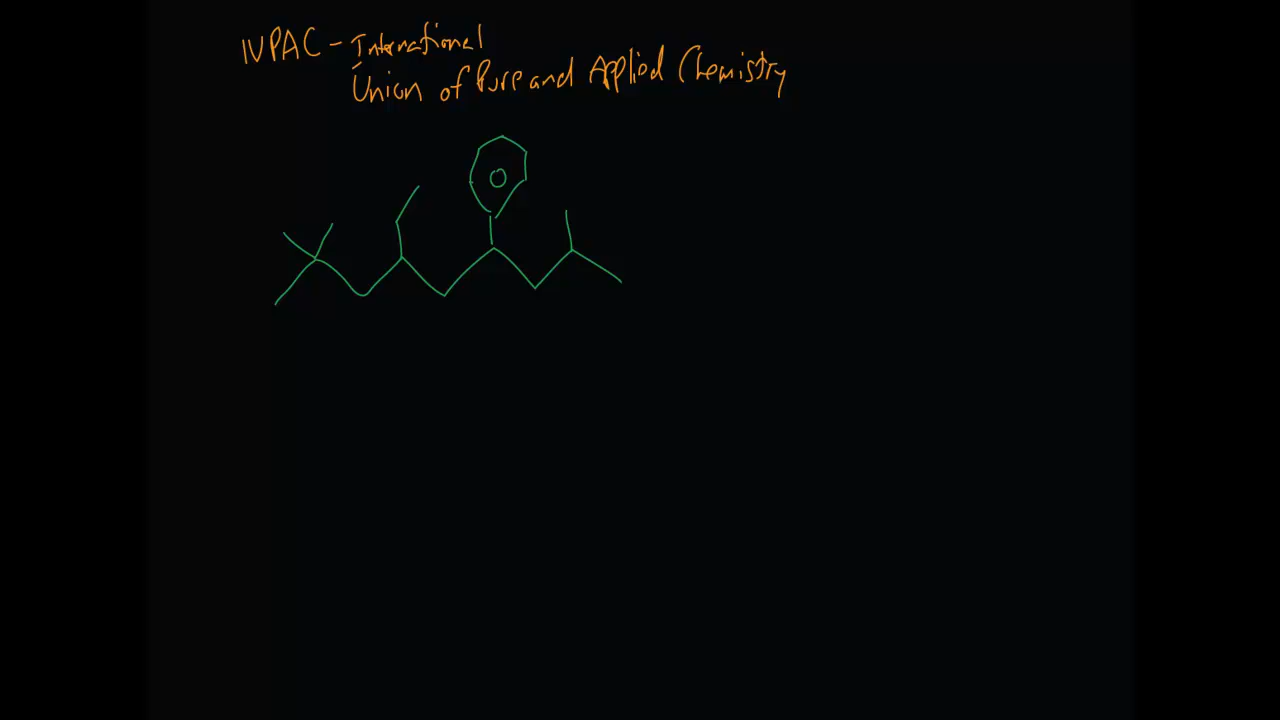 IUPAC - International
Union of Pure and Applied Chemistry